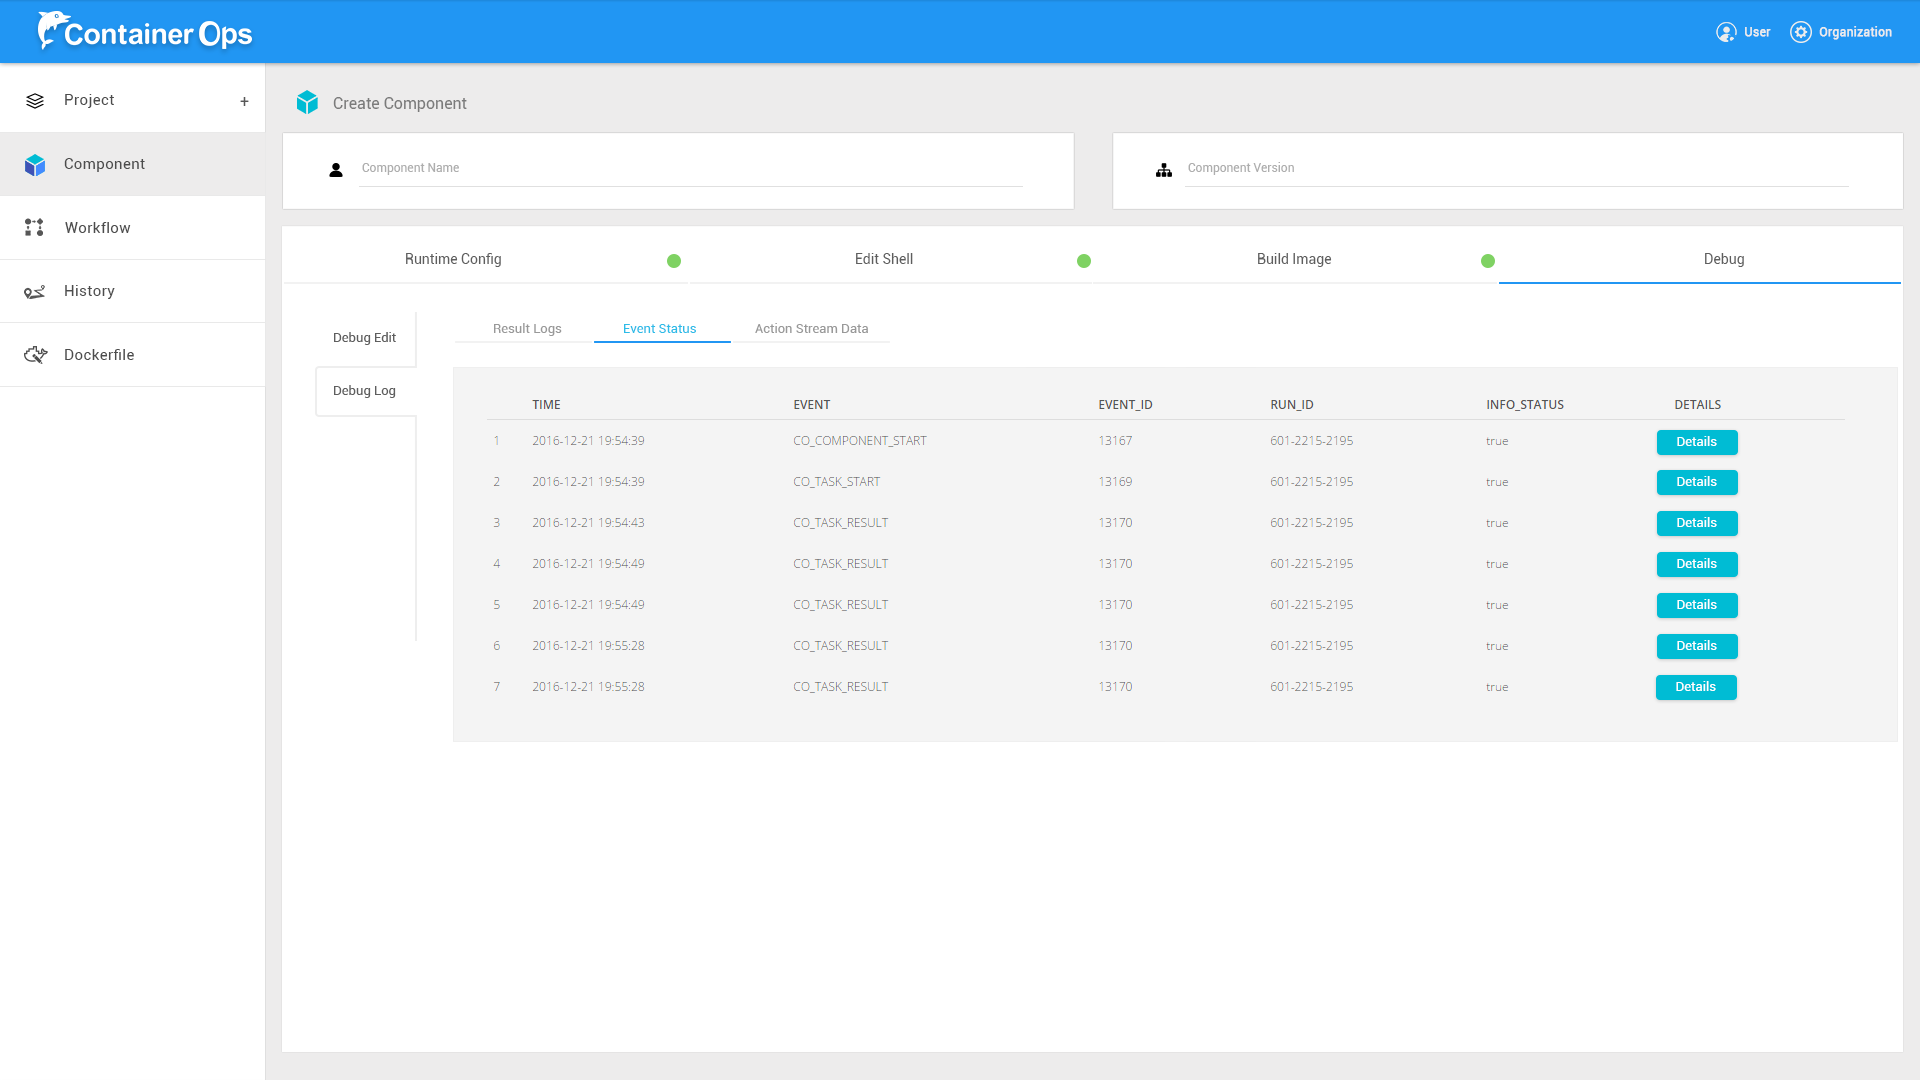 Container Ops
User Organization
Project +
Component
Workflow
History
Dockerfile
Create Component
Component Name
Component Version
Runtime Config Edit Shell Build Image Debug
Debug Edit
Debug Log
Result Logs Event Status Action Stream Data
TIME EVENT EVENT_ID RUN_ID INFO_STATUS DETAILS
1 2016-12-21 19:54:39 CO_COMPONENT_START 13167 601-2215-2195 true Details
2 2016-12-21 19:54:39 CO_TASK_START 13169 601-2215-2195 true Details
3 2016-12-21 19:54:43 CO_TASK_RESULT 13170 601-2215-2195 true Details
4 2016-12-21 19:54:49 CO_TASK_RESULT 13170 601-2215-2195 true Details
5 2016-12-21 19:54:49 CO_TASK_RESULT 13170 601-2215-2195 true Details
6 2016-12-21 19:55:28 CO_TASK_RESULT 13170 601-2215-2195 true Details
7 2016-12-21 19:55:28 CO_TASK_RESULT 13170 601-2215-2195 true Details